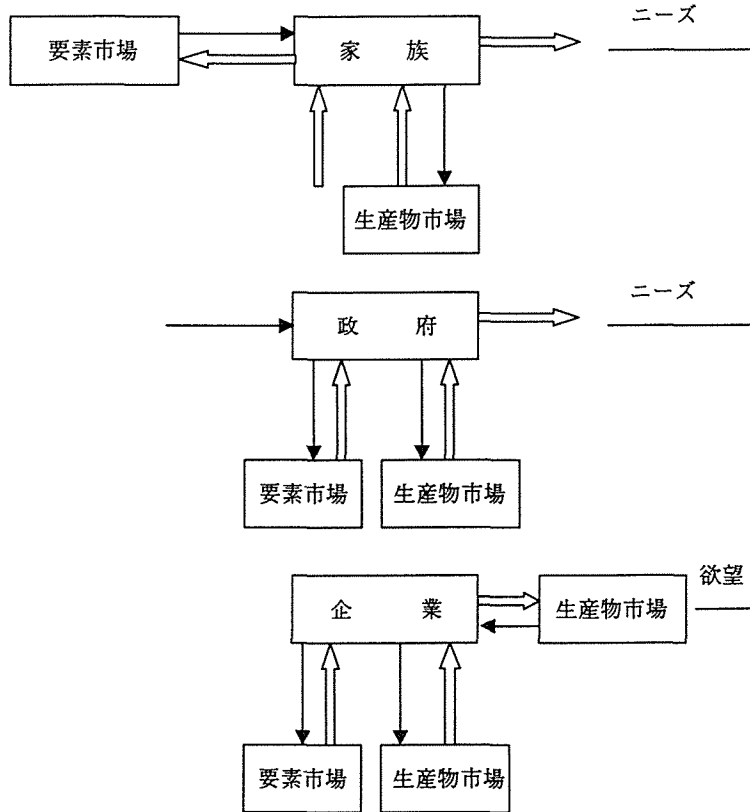 ニーズ
要素市場
家 族
生産物市場
ニーズ
政 府
要素市場
生産物市場
欲望
企 業
生産物市場
要素市場
生産物市場